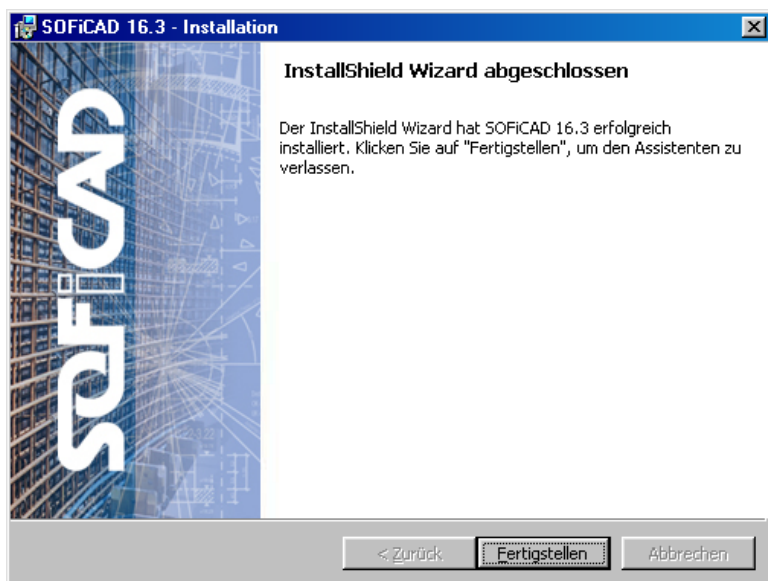 SOFiCAD 16.3 - Installation
InstallShield Wizard abgeschlossen
Der InstallShield Wizard hat SOFiCAD 16.3 erfolgreich
installiert. Klicken Sie auf "Fertigstellen", um den Assistenten zu
verlassen.
SOFiCAD
< Zurück
Fertigstellen
Abbrechen